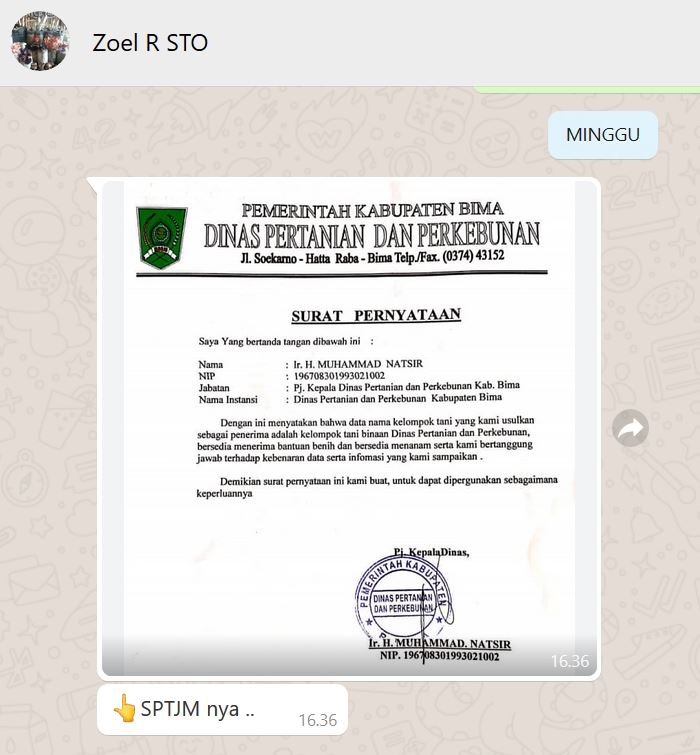 Zoel R STO
MINGGU
PEMERINTAH KABUPATEN BIMA
DINAS PERTANIAN DAN PERKEBUNAN
Jl. Soekarno - Hatta Raba - Bima Telp./Fax. (0374) 43152
SURAT PERNYATAAN
Saya Yang bertanda tangan dibawah ini :
Nama : Ir. H. MUHAMMAD NATSIR
NIP : 196708301993021002
Jabatan : Pj. Kepala Dinas Pertanian dan Perkebunan Kab. Bima
Nama Instansi : Dinas Pertanian dan Perkebunan Kabupaten Bima
Dengan ini menyatakan bahwa data nama kelompok tani yang kami usulkan
sebagai penerima adalah kelompok tani binaan Dinas Pertanian dan Perkebunan,
bersedia menerima bantuan benih dan bersedia menanam serta kami bertanggung
jawab terhadap kebenaran data serta infomasi yang kami sampaikan .
Demikian surat pernyataan ini kami buat, untuk dapat dipergunakan sebagaimana
keperluannya
Pj. Kepala Dinas,
PEMERINTAH KABUPATEN
DINAS PERTANIAN
DAN PERKEBUNAN
Ir. H. MUHAMMAD. NATSIR
NIP. 196708301993021002
16.36
👆SPTJM nya ..
16.36